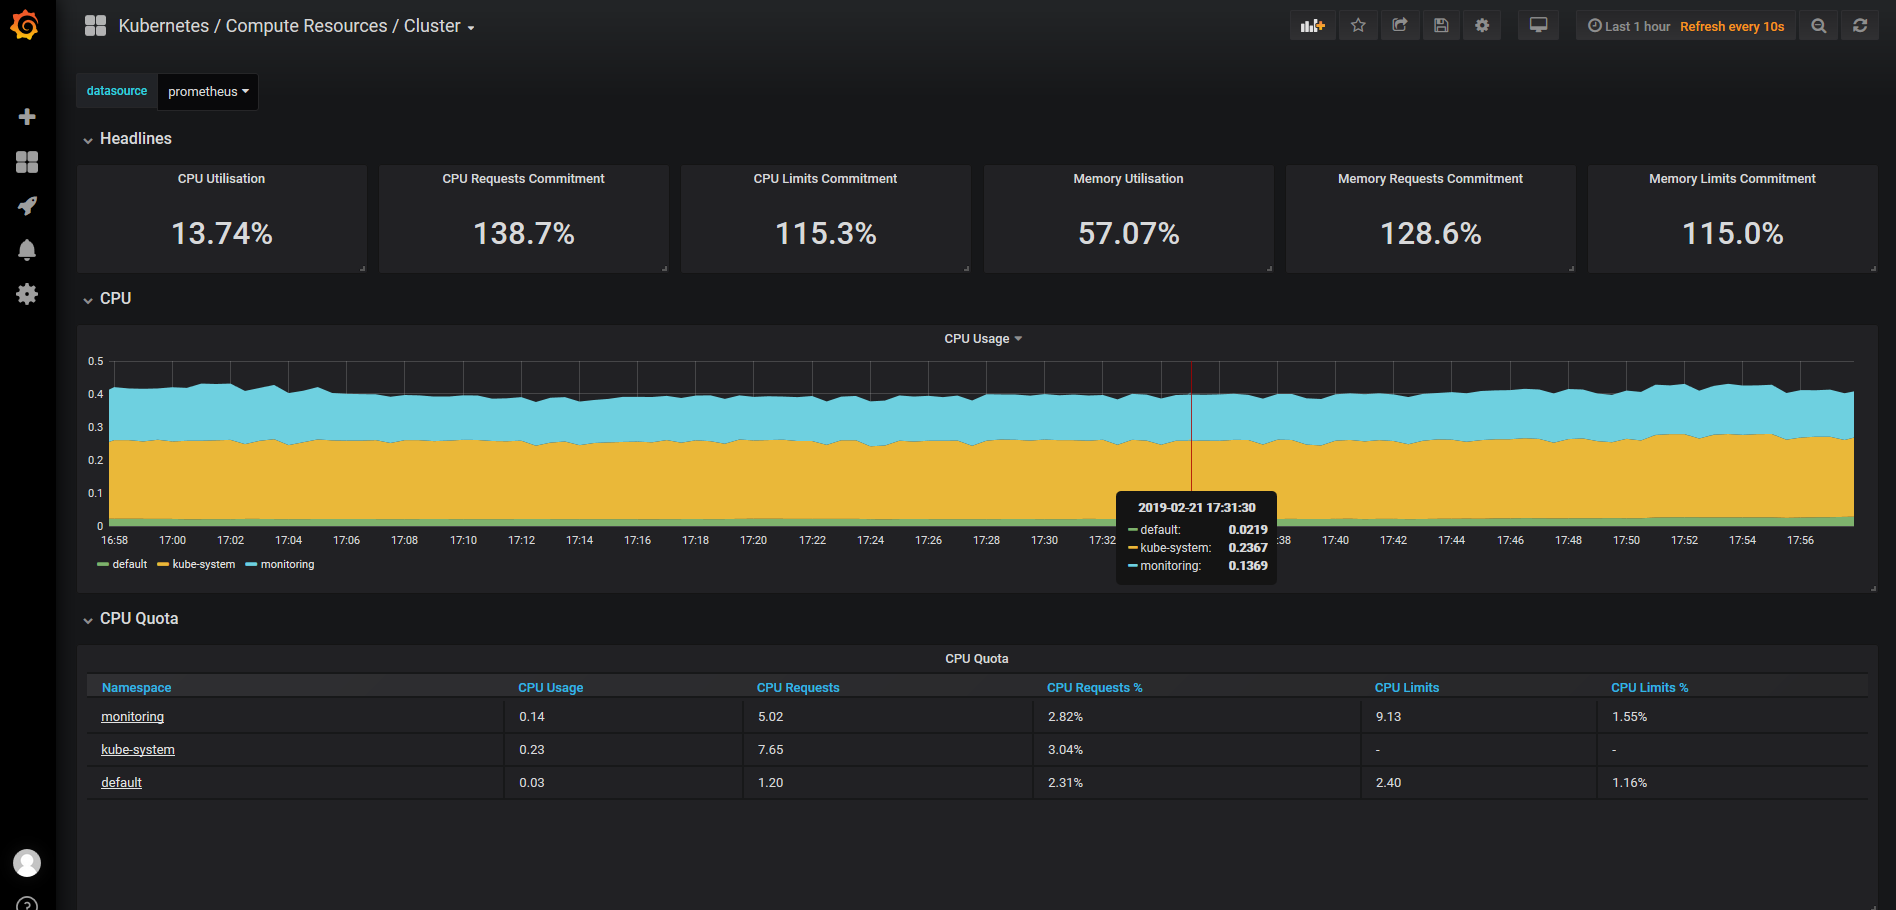 Kubernetes / Compute Resources / Cluster
Last 1 hour Refresh every 10s
datasource prometheus
Headlines
CPU Utilisation
13.74%
CPU Requests Commitment
138.7%
CPU Limits Commitment
115.3%
Memory Utilisation
57.07%
Memory Requests Commitment
128.6%
Memory Limits Commitment
115.0%
CPU
CPU Usage
0.5
0.4
0.3
0.2
0.1
0
16:58 17:00 17:02 17:04 17:06 17:08 17:10 17:12 17:14 17:16 17:18 17:20 17:22 17:24 17:26 17:28 17:30 17:32 :38 17:40 17:42 17:44 17:46 17:48 17:50 17:52 17:54 17:56
2019-02-21 17:31:30
default: 0.0219
kube-system: 0.2367
monitoring: 0.1369
default kube-system monitoring
CPU Quota
CPU Quota
Namespace CPU Usage CPU Requests CPU Requests % CPU Limits CPU Limits %
monitoring 0.14 5.02 2.82% 9.13 1.55%
kube-system 0.23 7.65 3.04% - -
default 0.03 1.20 2.31% 2.40 1.16%
?